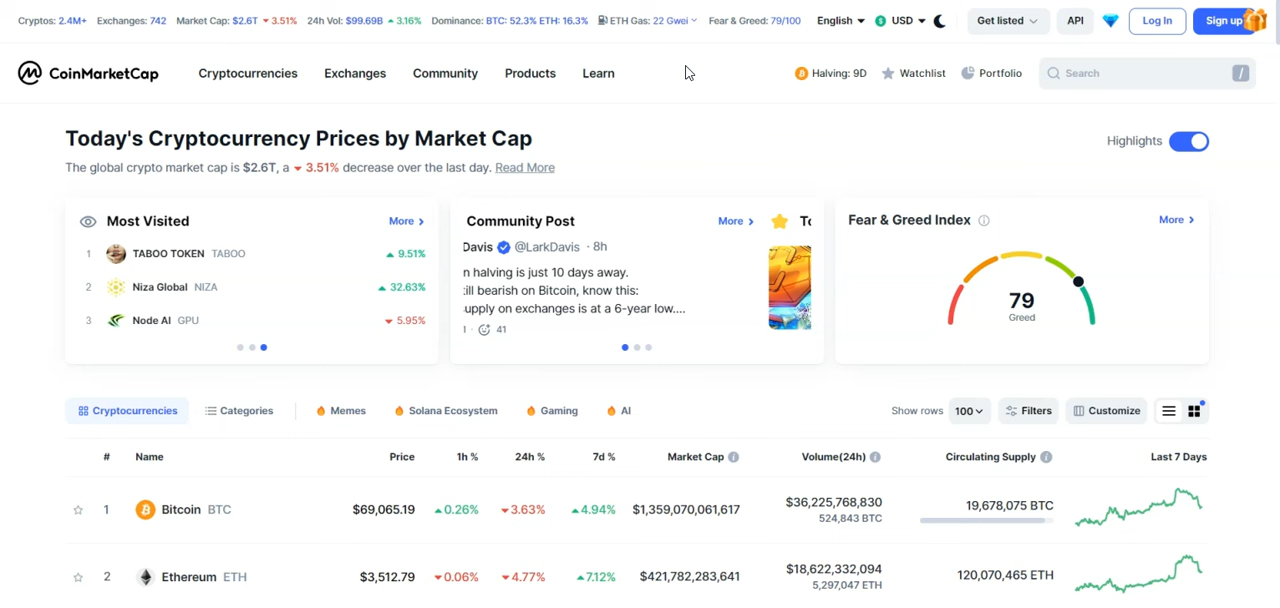 Cryptos: 2.4M+ Exchanges: 742 Market Cap: $2.6T 3.51% 24h Vol: $99.69B 3.16% Dominance: BTC: 52.3% ETH: 16.3% ETH Gas: 22 Gwei Fear & Greed: 79/100 English USD Get listed API Log In Sign up
CoinMarketCap Cryptocurrencies Exchanges Community Products Learn Halving: 9D Watchlist Portfolio Search /
Today's Cryptocurrency Prices by Market Cap
Highlights
The global crypto market cap is $2.6T, a 3.51% decrease over the last day. Read More
Most Visited More
1 TABOO TOKEN TABOO 9.51%
2 Niza Global NIZA 32.63%
3 Node AI GPU 5.95%
Community Post More
Davis @LarkDavis · 8h
n halving is just 10 days away.
ill bearish on Bitcoin, know this:
upply on exchanges is at a 6-year low....
1 · 41
Fear & Greed Index More
79
Greed
Cryptocurrencies Categories Memes Solana Ecosystem Gaming AI Show rows 100 Filters Customize
# Name Price 1h % 24h % 7d % Market Cap Volume(24h) Circulating Supply Last 7 Days
1 Bitcoin BTC $69,065.19 0.26% 3.63% 4.94% $1,359,070,061,617 $36,225,768,830 19,678,075 BTC
524,843 BTC
2 Ethereum ETH $3,512.79 0.06% 4.77% 7.12% $421,782,283,641 $18,622,332,094 120,070,465 ETH
5,297,047 ETH